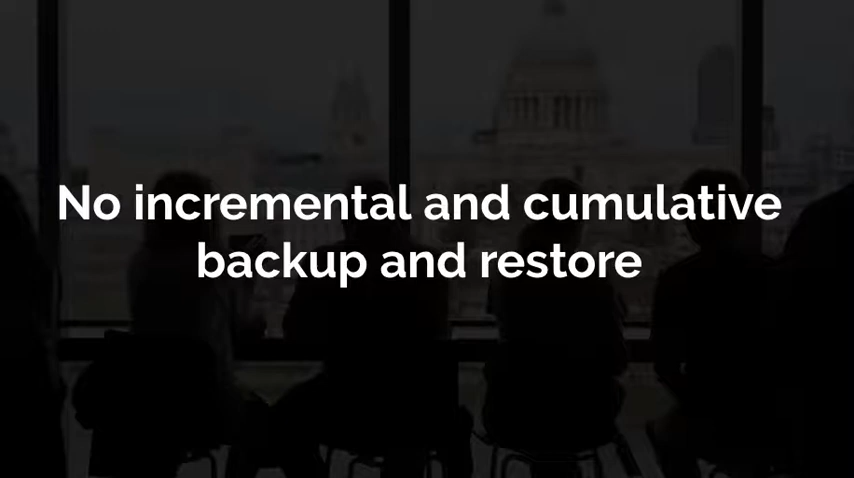 No incremental and cumulative
backup and restore